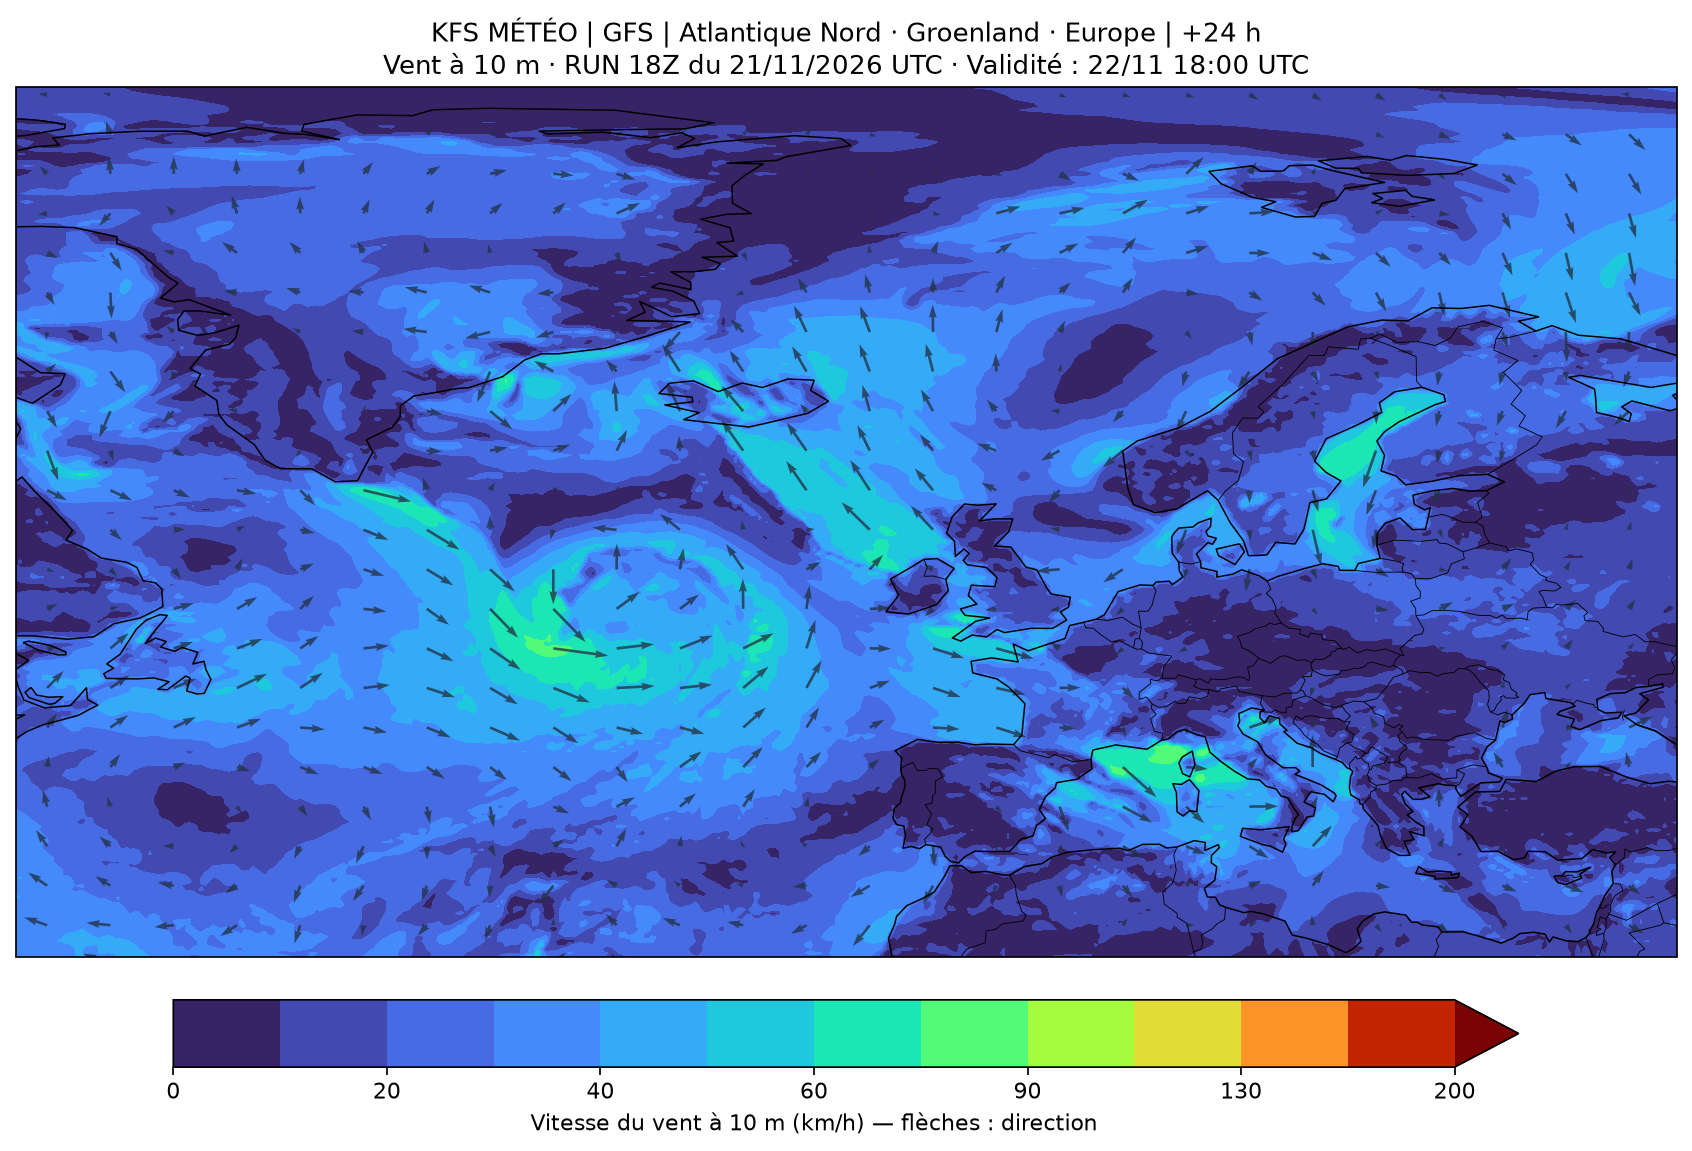 KFS MÉTÉO | GFS | Atlantique Nord · Groenland · Europe | +24 h
Vent à 10 m · RUN 18Z du 21/11/2026 UTC · Validité : 22/11 18:00 UTC
0 20 40 60 90 130 200
Vitesse du vent à 10 m (km/h) — flèches : direction